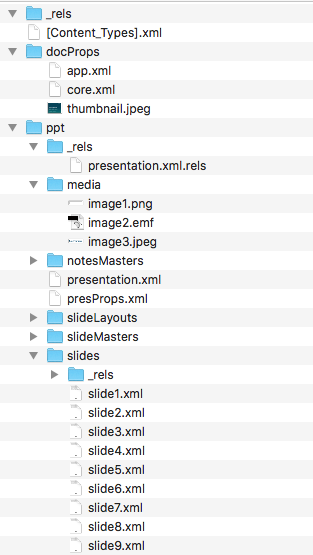 _rels
[Content_Types].xml
docProps
app.xml
core.xml
thumbnail.jpeg
ppt
_rels
presentation.xml.rels
media
image1.png
image2.emf
image3.jpeg
notesMasters
presentation.xml
presProps.xml
slideLayouts
slideMasters
slides
_rels
slide1.xml
slide2.xml
slide3.xml
slide4.xml
slide5.xml
slide6.xml
slide7.xml
slide8.xml
slide9.xml